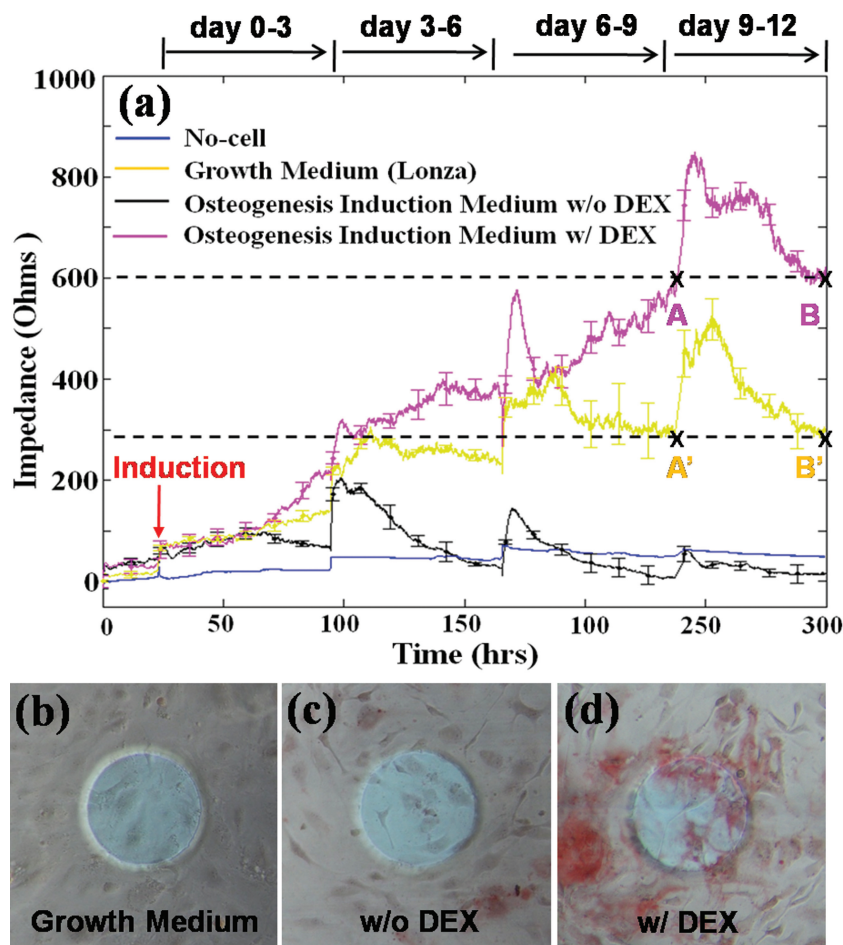 day 0-3 day 3-6 day 6-9 day 9-12
1000
(a)
No-cell
Growth Medium (Lonza)
Osteogenesis Induction Medium w/o DEX
Osteogenesis Induction Medium w/ DEX
800
600
X X
A B
400
X X
A' B'
Induction
200
0
Impedance (Ohms )
0 50 100 150 100 250 300
Time (hrs)
(b) (c) (d)
Growth Medium w/o DEX w/ DEX